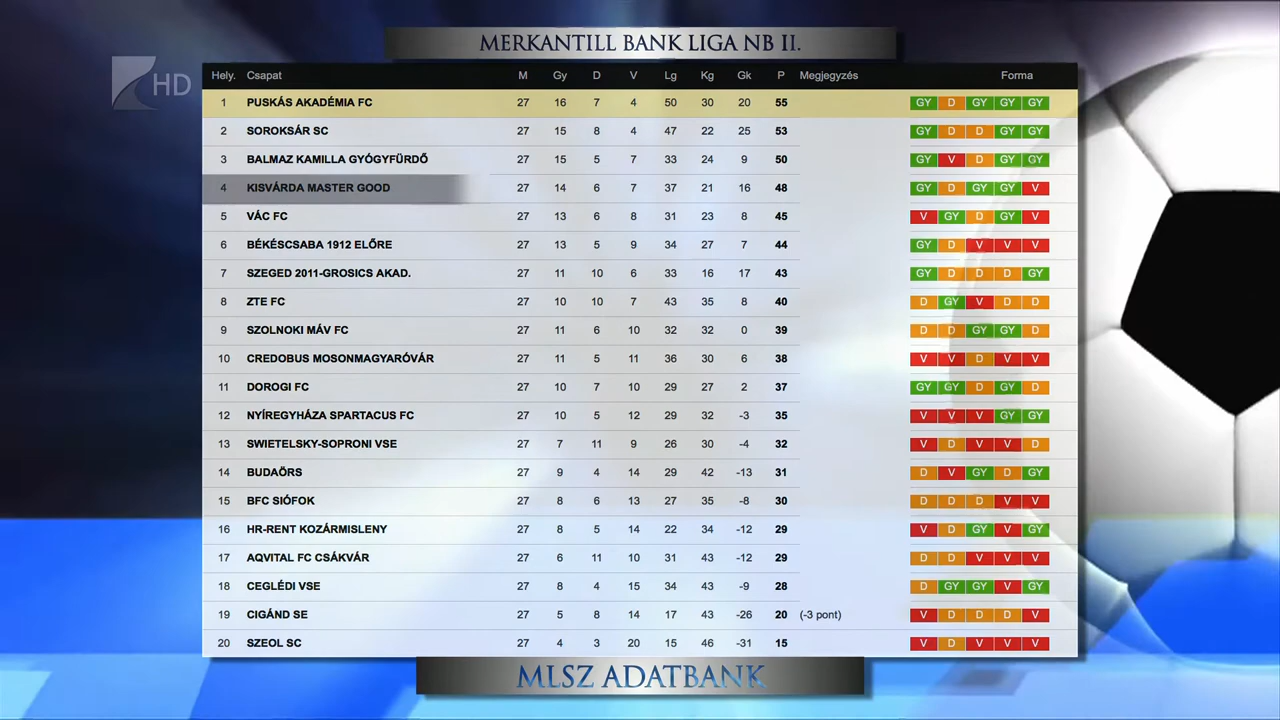 MERKANTILL BANK LIGA NB II.
HD
Hely. Csapat M Gy D V Lg Kg Gk P Megjegyzés Forma
1 PUSKÁS AKADÉMIA FC 27 16 7 4 50 30 20 55 GY D GY GY GY
2 SOROKSÁR SC 27 15 8 4 47 22 25 53 GY D D GY GY
3 BALMAZ KAMILLA GYÓGYFÜRDŐ 27 15 5 7 33 24 9 50 GY V D GY GY
4 KISVÁRDA MASTER GOOD 27 14 6 7 37 21 16 48 GY D GY GY V
5 VÁC FC 27 13 6 8 31 23 8 45 V GY D GY V
6 BÉKÉSCSABA 1912 ELŐRE 27 13 5 9 34 27 7 44 GY D V V V
7 SZEGED 2011-GROSICS AKAD. 27 11 10 6 33 16 17 43 GY D D D GY
8 ZTE FC 27 10 10 7 43 35 8 40 D GY V D D
9 SZOLNOKI MÁV FC 27 11 6 10 32 32 0 39 D D GY GY D
10 CREDOBUS MOSONMAGYARÓVÁR 27 11 5 11 36 30 6 38 V V D V V
11 DOROGI FC 27 10 7 10 29 27 2 37 GY GY D GY D
12 NYÍREGYHÁZA SPARTACUS FC 27 10 5 12 29 32 -3 35 V V V GY GY
13 SWIETELSKY-SOPRONI VSE 27 7 11 9 26 30 -4 32 V D V V D
14 BUDAÖRS 27 9 4 14 29 42 -13 31 D V GY D GY
15 BFC SIÓFOK 27 8 6 13 27 35 -8 30 D D D V V
16 HR-RENT KOZÁRMISLENY 27 8 5 14 22 34 -12 29 V D GY V GY
17 AQVITAL FC CSÁKVÁR 27 6 11 10 31 43 -12 29 D D V V V
18 CEGLÉDI VSE 27 8 4 15 34 43 -9 28 D GY GY V GY
19 CIGÁND SE 27 5 8 14 17 43 -26 20 (-3 pont) V D D D V
20 SZEOL SC 27 4 3 20 15 46 -31 15 V D V V V
MLSZ ADATBANK